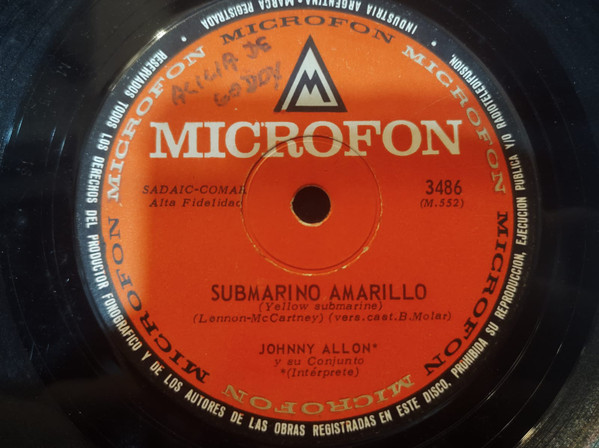 INDUSTRIA ARGENTINA • MARCA REGISTRADA
RESERVADOS TODOS LOS DERECHOS DEL PRODUCTOR FONOGRAFICO Y DE LOS AUTORES DE LAS OBRAS REGISTRADAS EN ESTE DISCO. PROHIBIDA SU REPRODUCCION, EJECUCION PUBLICA Y/O RADIOTELEDIFUSION.
MICROFON MICROFON MICROFON MICROFON MICROFON MICROFON MICROFON
M
DE
MICROFON
SADAIC-COMAR
Alta Fidelidad
3486
(M.552)
SUBMARINO AMARILLO
(Yellow submarine)
(Lennon-McCartney) (vers.cast.B.Molar)
JOHNNY ALLON*
y su Conjunto
*(Intérprete)